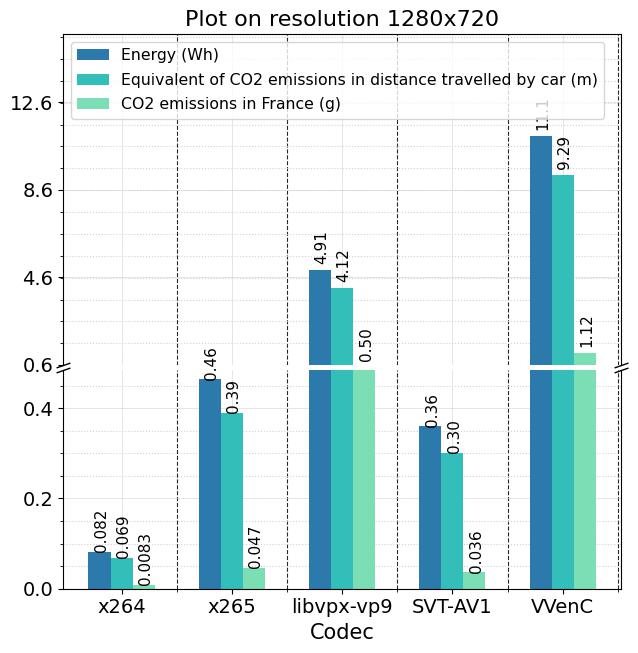 Plot on resolution 1280x720
Energy (Wh)
Equivalent of CO2 emissions in distance travelled by car (m)
CO2 emissions in France (g)
12.6
8.6
4.6
0.6
0.4
0.2
0.0
0.082
0.069
0.0083
0.46
0.39
0.047
4.91
4.12
0.50
0.36
0.30
0.036
11.1
9.29
1.12
x264
x265
libvpx-vp9
SVT-AV1
VVenC
Codec